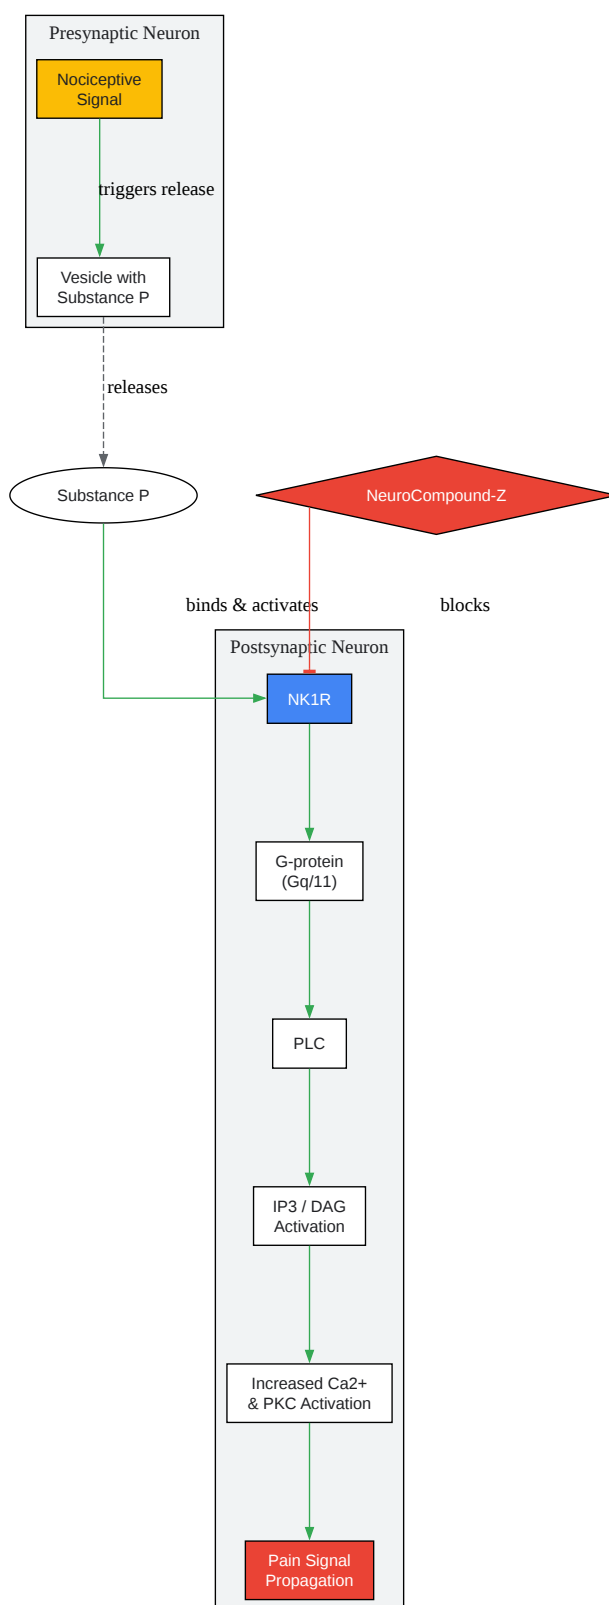 Presynaptic Neuron
Nociceptive
Signal
triggers release
Vesicle with
Substance P
releases
Substance P
NeuroCompound-Z
binds & activates
blocks
Postsynaptic Neuron
NK1R
G-protein
(Gq/11)
PLC
IP3 / DAG
Activation
Increased Ca2+
& PKC Activation
Pain Signal
Propagation